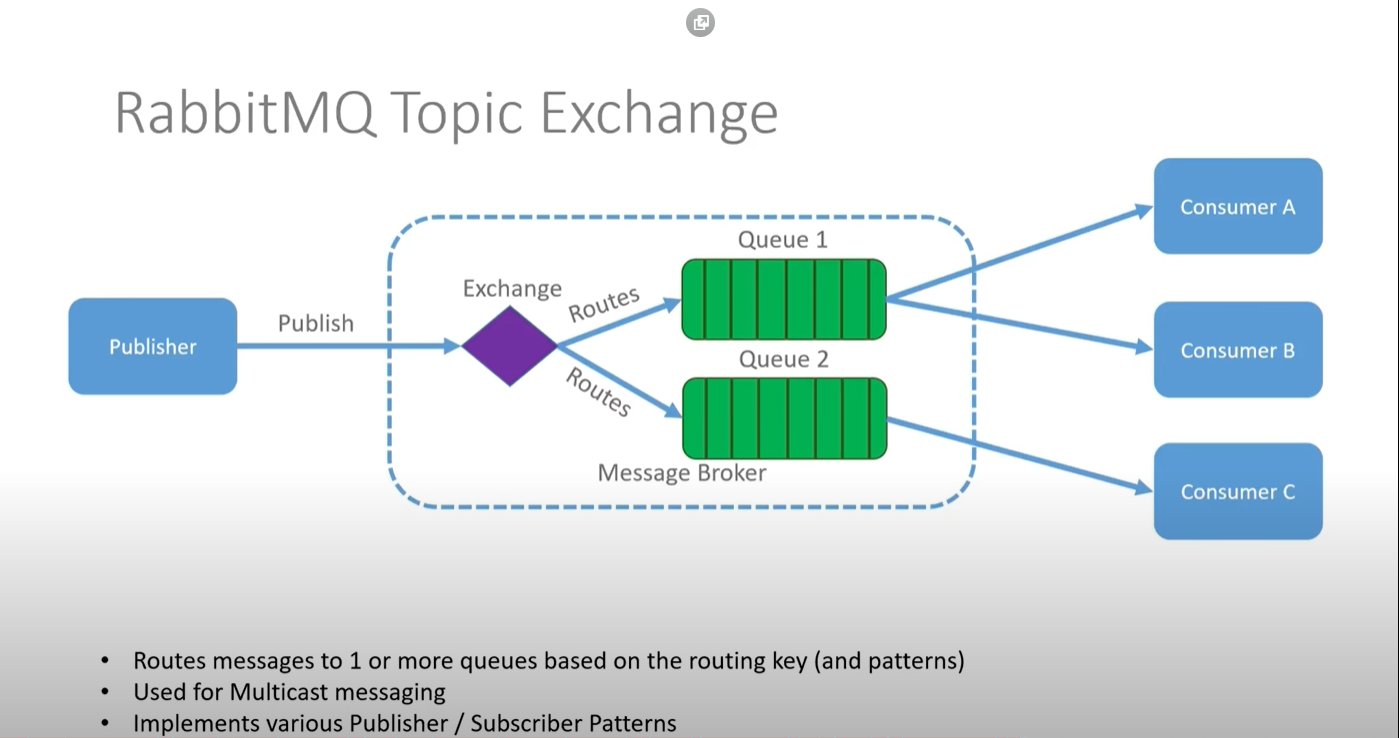 RabbitMQ Topic Exchange
Consumer A
Queue 1
Exchange
Routes
Publish
Publisher
Consumer B
Queue 2
Routes
Message Broker
Consumer C
• Routes messages to 1 or more queues based on the routing key (and patterns)
• Used for Multicast messaging
• Implements various Publisher / Subscriber Patterns